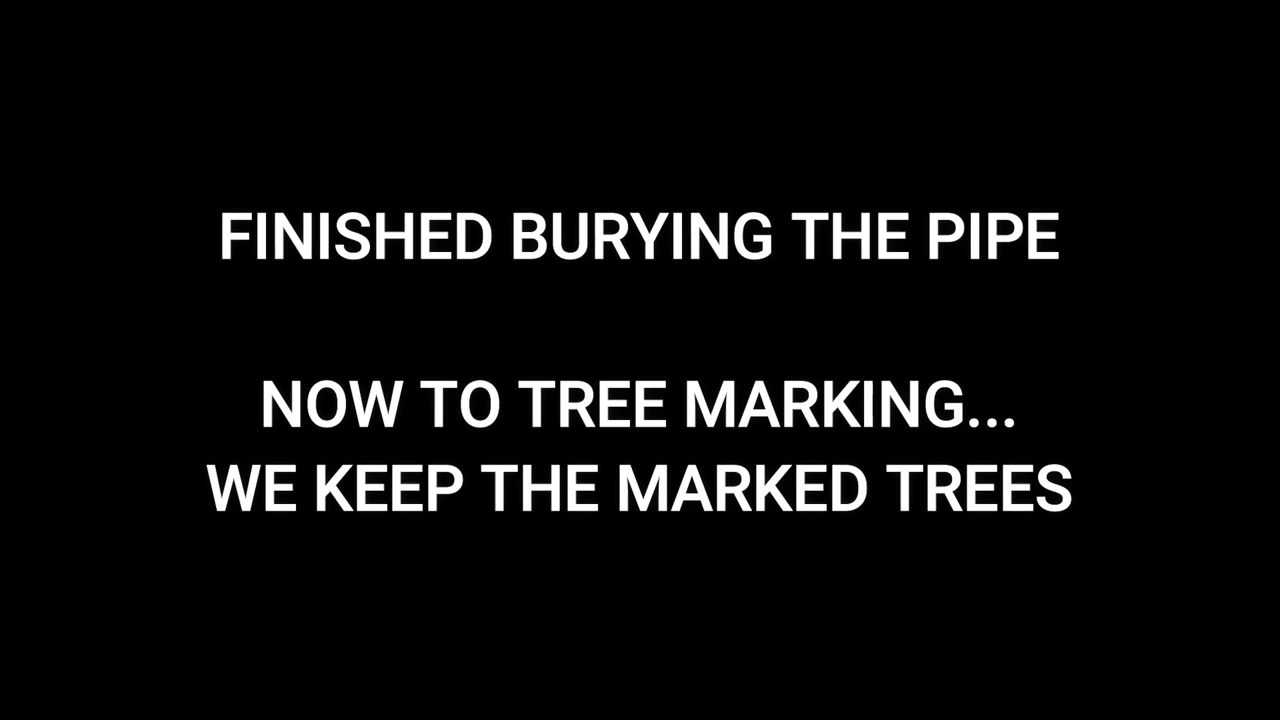 FINISHED BURYING THE PIPE
NOW TO TREE MARKING...
WE KEEP THE MARKED TREES